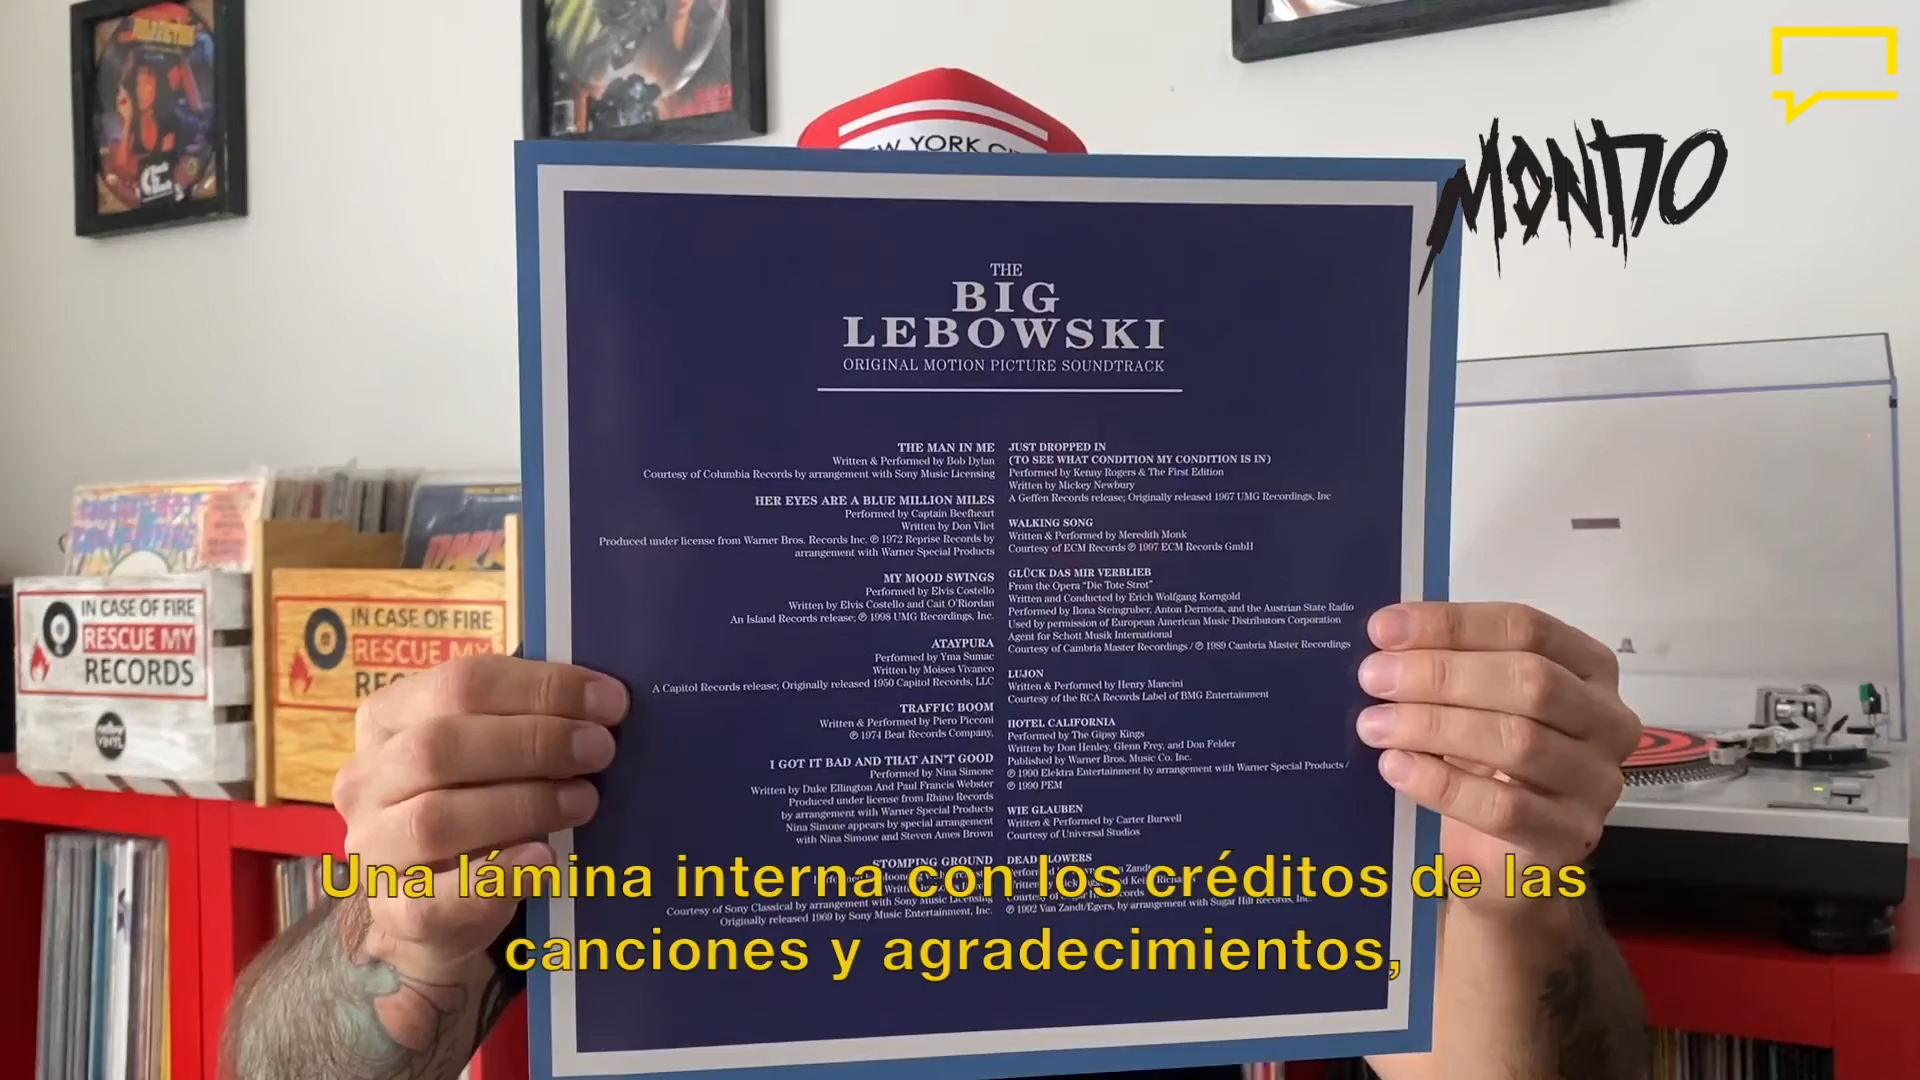 PULP FICTION
NEW YORK CI
MONDO
THE
BIG
LEBOWSKI
ORIGINAL MOTION PICTURE SOUNDTRACK
THE MAN IN ME
Written & Performed by Bob Dylan
Courtesy of Columbia Records by arrangement with Sony Music Licensing
HER EYES ARE A BLUE MILLION MILES
Performed by Captain Beefheart
Written by Don Vliet
Produced under license from Warner Bros. Records Inc. ℗ 1972 Reprise Records by
arrangement with Warner Special Products
MY MOOD SWINGS
Performed by Elvis Costello
Written by Elvis Costello and Cait O'Riordan
An Island Records release; ℗ 1998 UMG Recordings, Inc.
ATAYPURA
Performed by Yma Sumac
Written by Moises Vivanco
A Capitol Records release; Originally released 1950 Capitol Records, LLC
TRAFFIC BOOM
Written & Performed by Piero Picconi
℗ 1974 Beat Records Company,
I GOT IT BAD AND THAT AIN'T GOOD
Performed by Nina Simone
Written by Duke Ellington And Paul Francis Webster
Produced under license from Rhino Records
by arrangement with Warner Special Products
Nina Simone appears by special arrangement
with Nina Simone and Steven Ames Brown
STOMPING GROUND
Courtesy of Sony Classical by arrangement with Sony Music Licensing
Originally released 1969 by Sony Music Entertainment, Inc.
JUST DROPPED IN
(TO SEE WHAT CONDITION MY CONDITION IS IN)
Performed by Kenny Rogers & The First Edition
Written by Mickey Newbury
A Geffen Records release; Originally released 1967 UMG Recordings, Inc
WALKING SONG
Written & Performed by Meredith Monk
Courtesy of ECM Records ℗ 1997 ECM Records GmbH
GLÜCK DAS MIR VERBLIEB
From the Opera "Die Tote Strot"
Written and Conducted by Erich Wolfgang Korngold
Performed by Ilona Steingruber, Anton Dermota, and the Austrian State Radio
Used by permission of European American Music Distributors Corporation
Agent for Schott Musik International
Courtesy of Cambria Master Recordings / ℗ 1989 Cambria Master Recordings
LUJON
Written & Performed by Henry Mancini
Courtesy of the RCA Records Label of BMG Entertainment
HOTEL CALIFORNIA
Performed by The Gipsy Kings
Written by Don Henley, Glenn Frey, and Don Felder
Published by Warner Bros. Music Co. Inc.
℗ 1990 Elektra Entertainment by arrangement with Warner Special Products /
℗ 1990 PEM
WIE GLAUBEN
Written & Performed by Carter Burwell
Courtesy of Universal Studios
DEAD FLOWERS
℗ 1992 Van Zandt/Egers, by arrangement with Sugar Hill Records, Inc.
IN CASE OF FIRE
RESCUE MY
RECORDS
IN CASE OF FIRE
RESCUE MY
RE
Una lámina interna con los créditos de las
canciones y agradecimientos,